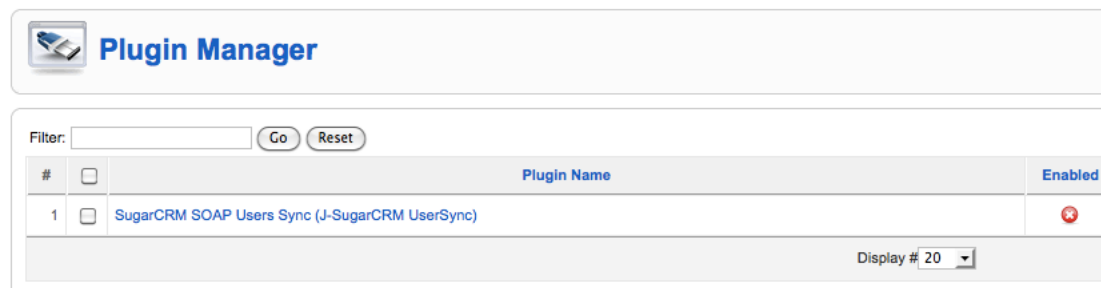 Plugin Manager
Filter: Go Reset
# Plugin Name Enabled
1 SugarCRM SOAP Users Sync (J-SugarCRM UserSync)
Display # 20